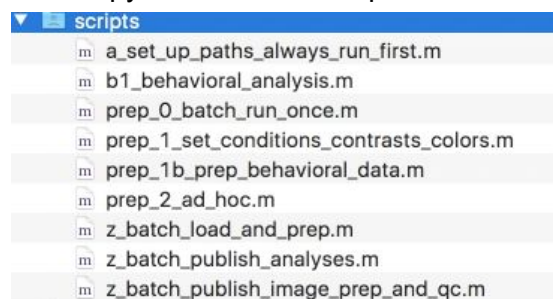 scripts
a_set_up_paths_always_run_first.m
b1_behavioral_analysis.m
prep_0_batch_run_once.m
prep_1_set_conditions_contrasts_colors.m
prep_1b_prep_behavioral_data.m
prep_2_ad_hoc.m
z_batch_load_and_prep.m
z_batch_publish_analyses.m
z_batch_publish_image_prep_and_qc.m